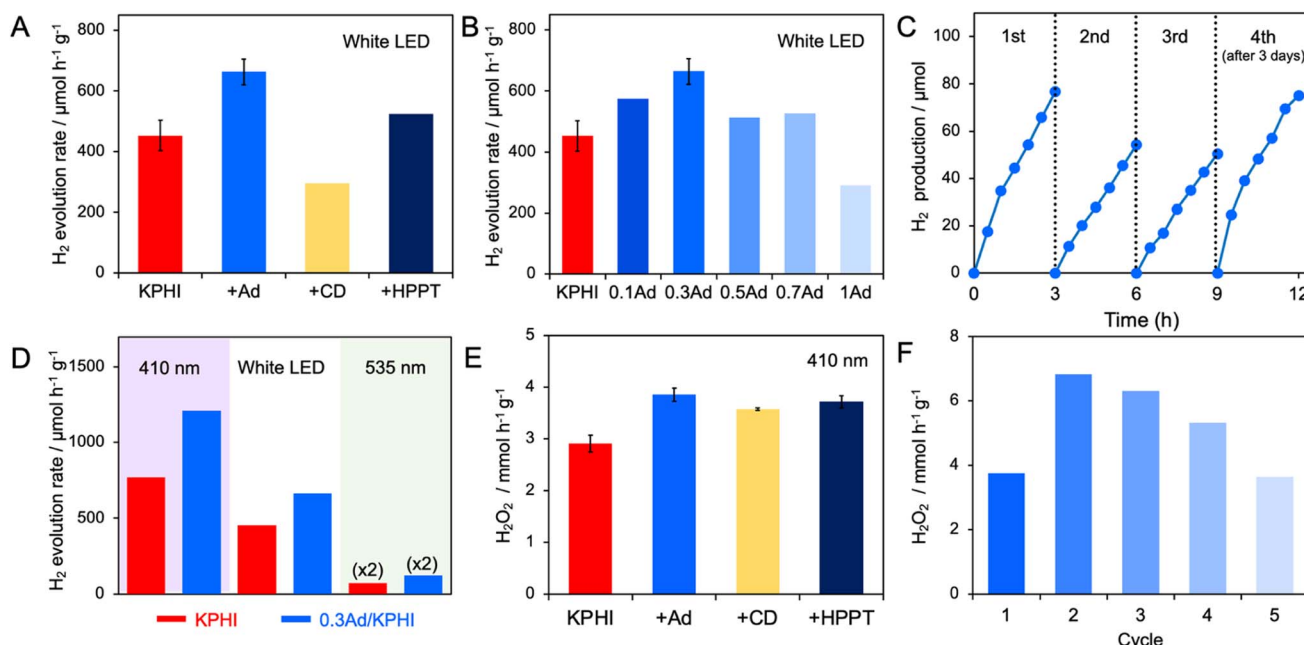 A
H₂ evolution rate / μmol h⁻¹ g⁻¹
800
600
400
200
0
White LED
KPHI +Ad +CD +HPPT
B
H₂ evolution rate / μmol h⁻¹ g⁻¹
800
600
400
200
0
White LED
KPHI 0.1Ad 0.3Ad 0.5Ad 0.7Ad 1Ad
C
H₂ production / μmol
100
80
60
40
20
0
1st 2nd 3rd 4th
(after 3 days)
0 3 6 9 12
Time (h)
D
H₂ evolution rate / μmol h⁻¹ g⁻¹
1500
1000
500
0
410 nm White LED 535 nm
(x2) (x2)
KPHI 0.3Ad/KPHI
E
H₂O₂ / mmol h⁻¹ g⁻¹
5
4
3
2
1
0
410 nm
KPHI +Ad +CD +HPPT
F
H₂O₂ / mmol h⁻¹ g⁻¹
8
6
4
2
0
1 2 3 4 5
Cycle